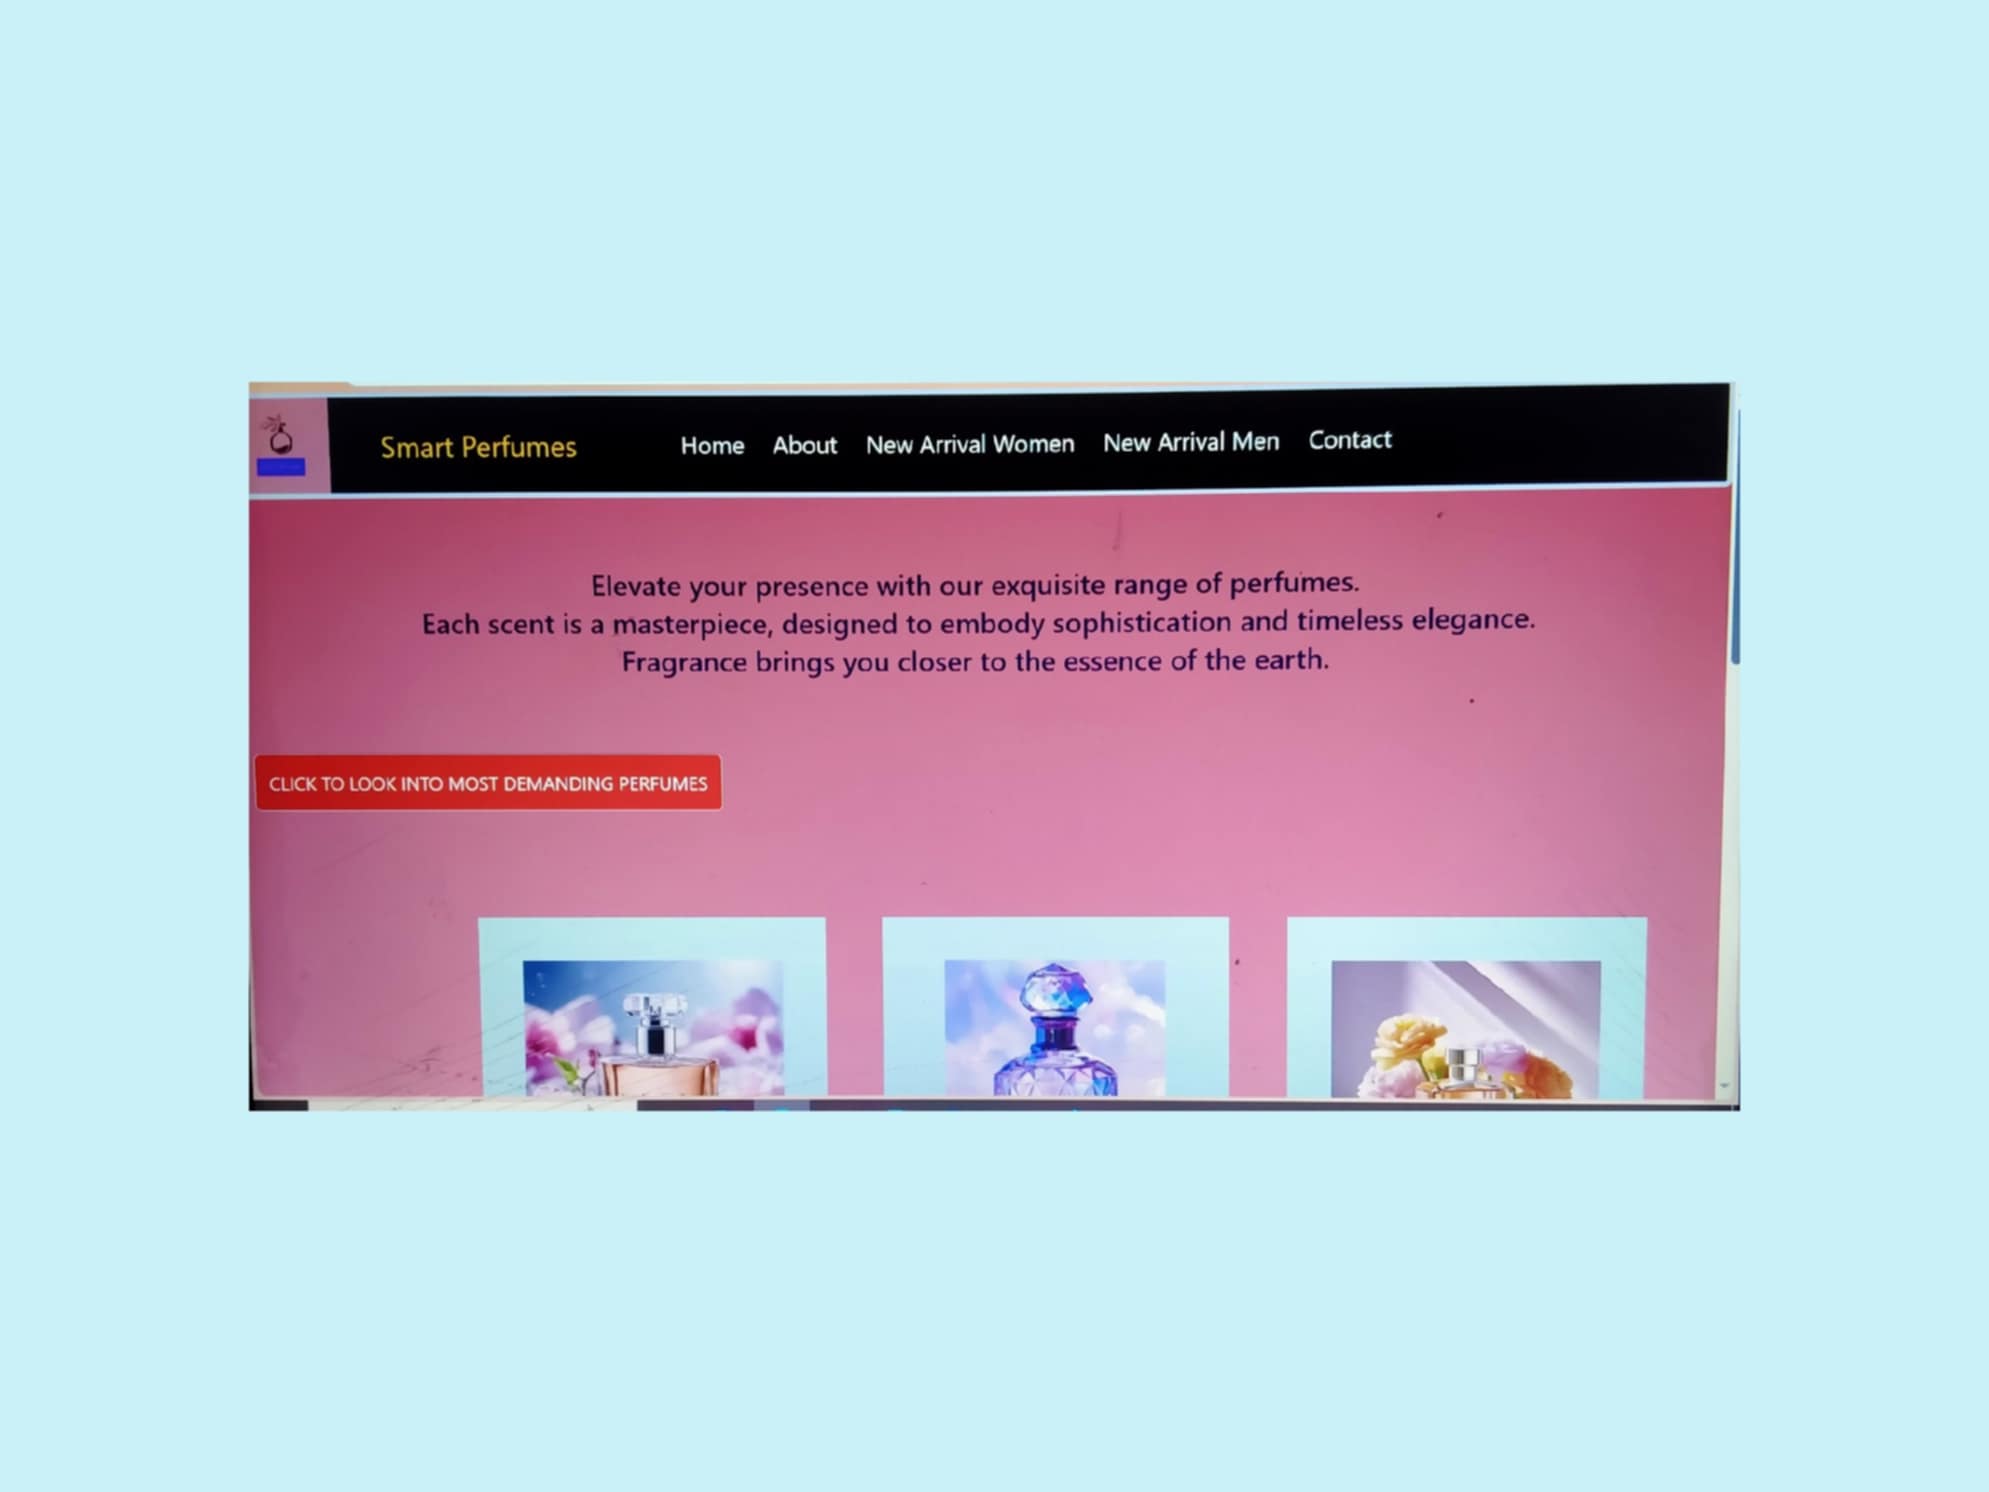 Smart Perfumes
Home About New Arrival Women New Arrival Men Contact
Elevate your presence with our exquisite range of perfumes.
Each scent is a masterpiece, designed to embody sophistication and timeless elegance.
Fragrance brings you closer to the essence of the earth.
CLICK TO LOOK INTO MOST DEMANDING PERFUMES